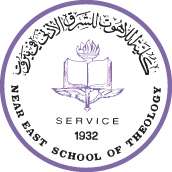 كلية اللاهوت للشرق الأدنى
SERVICE
1932
NEAR EAST SCHOOL OF THEOLOGY